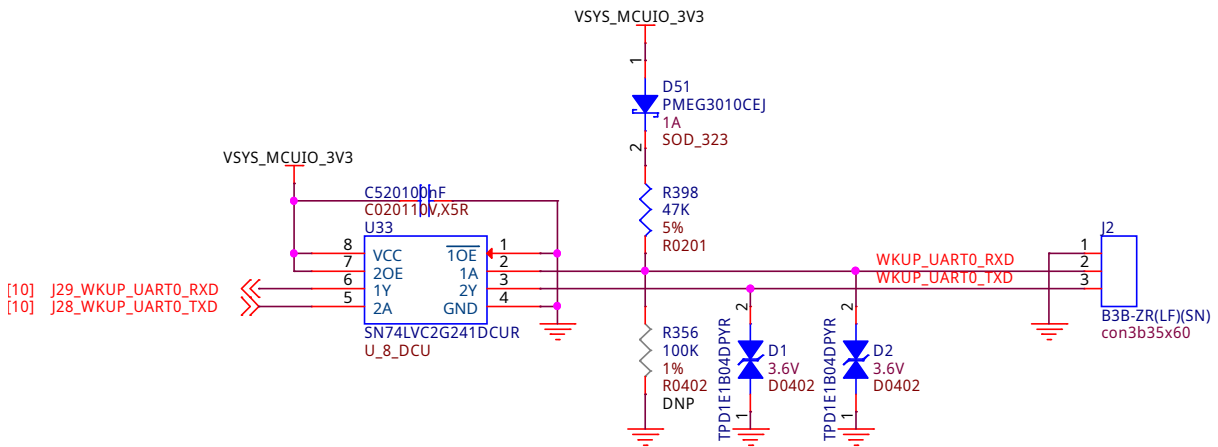 VSYS_MCUIO_3V3
1
D51
PMEG3010CEJ
1A
SOD_323
2
VSYS_MCUIO_3V3
C520100nF
C020110V,X5R
U33
R398
47K
5%
R0201
J2
8 VCC 1OE 1
7 2OE 1A 2
6 1Y 2Y 3
5 2A GND 4
WKUP_UART0_RXD
WKUP_UART0_TXD
1
2
3
[10] J29_WKUP_UART0_RXD
[10] J28_WKUP_UART0_TXD
SN74LVC2G241DCUR
U_8_DCU
B3B-ZR(LF)(SN)
con3b35x60
R356
100K
1%
R0402
DNP
TPD1E1B04DPYR
2
D1
3.6V
D0402
1
TPD1E1B04DPYR
2
D2
3.6V
D0402
1